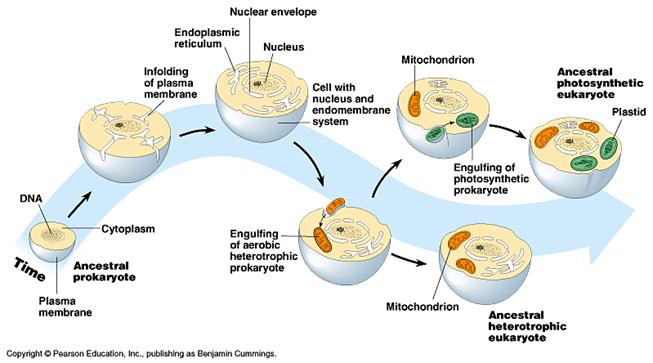 Nuclear envelope
Endoplasmic
reticulum
Nucleus
Infolding
of plasma
membrane
Cell with
nucleus and
endomembrane
system
Mitochondrion
Ancestral
photosynthetic
eukaryote
Plastid
Engulfing of
photosynthetic
prokaryote
DNA
Cytoplasm
Engulfing
of aerobic
heterotrophic
prokaryote
Time
Ancestral
prokaryote
Plasma
membrane
Mitochondrion
Ancestral
heterotrophic
eukaryote
Copyright © Pearson Education, Inc., publishing as Benjamin Cummings.